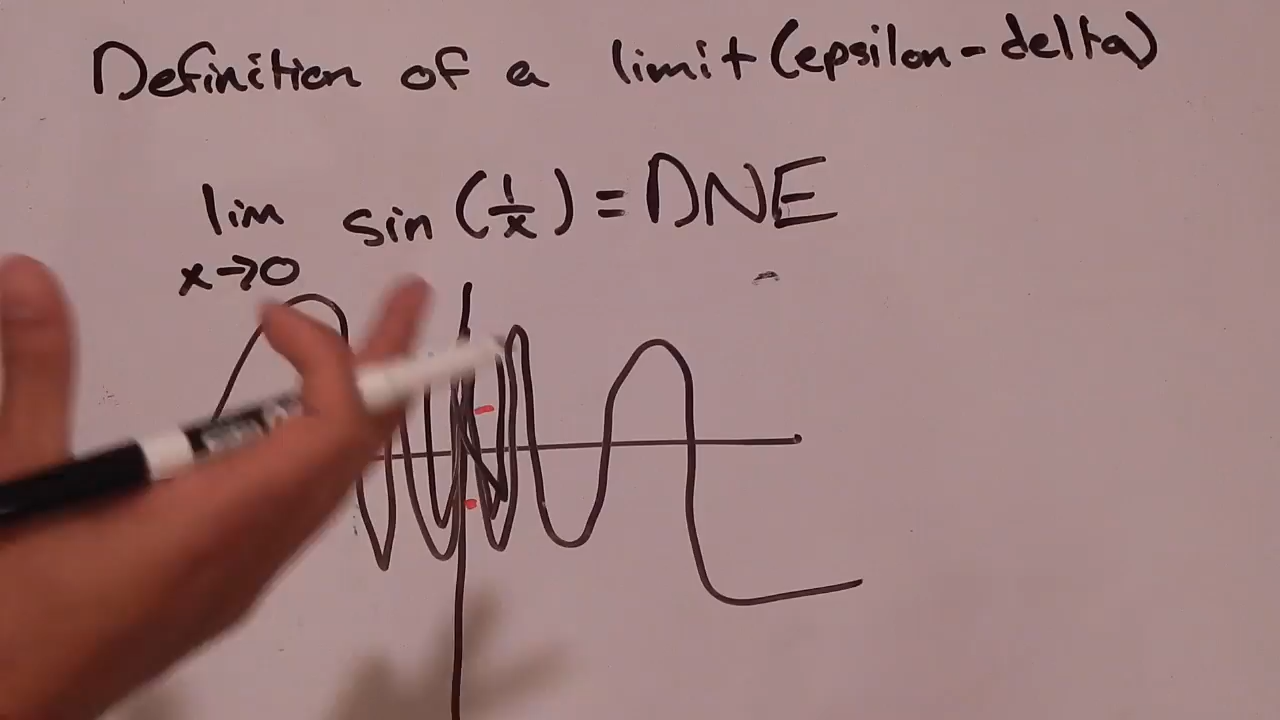 Definition of a limit (epsilon-delta)
lim sin (1/x) = DNE
x→0